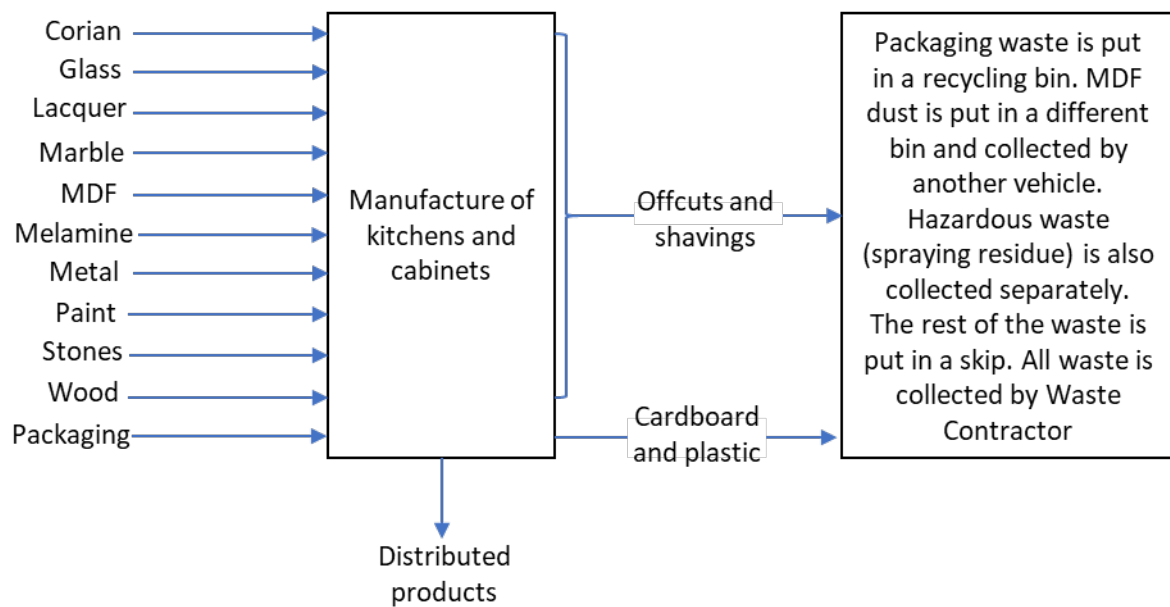 Corian
Glass
Lacquer
Marble
MDF
Melamine
Metal
Paint
Stones
Wood
Packaging
Manufacture of
kitchens and
cabinets
Offcuts and
shavings
Cardboard
and plastic
Distributed
products
Packaging waste is put
in a recycling bin. MDF
dust is put in a different
bin and collected by
another vehicle.
Hazardous waste
(spraying residue) is also
collected separately.
The rest of the waste is
put in a skip. All waste is
collected by Waste
Contractor